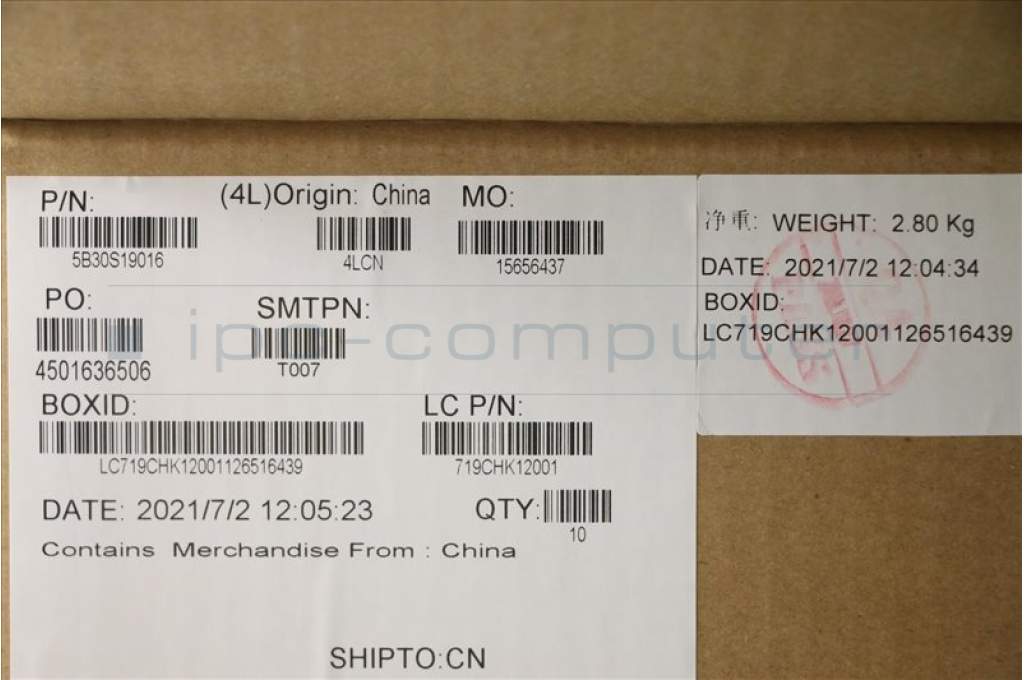 P/N:
(4L)Origin: China
MO:
5B30S19016
4LCN
15656437
PO:
SMTPN:
4501636506
T007
BOXID:
LC P/N:
LC719CHK12001126516439
719CHK12001
DATE: 2021/7/2 12:05:23
QTY:
10
Contains Merchandise From : China
SHIPTO:CN
净重: WEIGHT: 2.80 Kg
DATE: 2021/7/2 12:04:34
BOXID:
LC719CHK12001126516439
ipc-computer